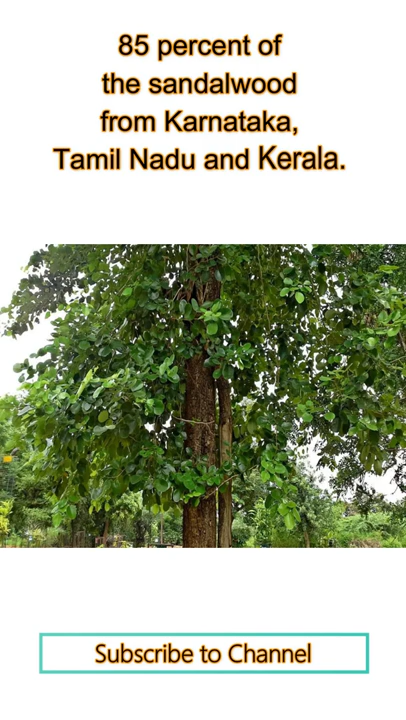 85 percent of
the sandalwood
from Karnataka,
Tamil Nadu and Kerala.
Subscribe to Channel